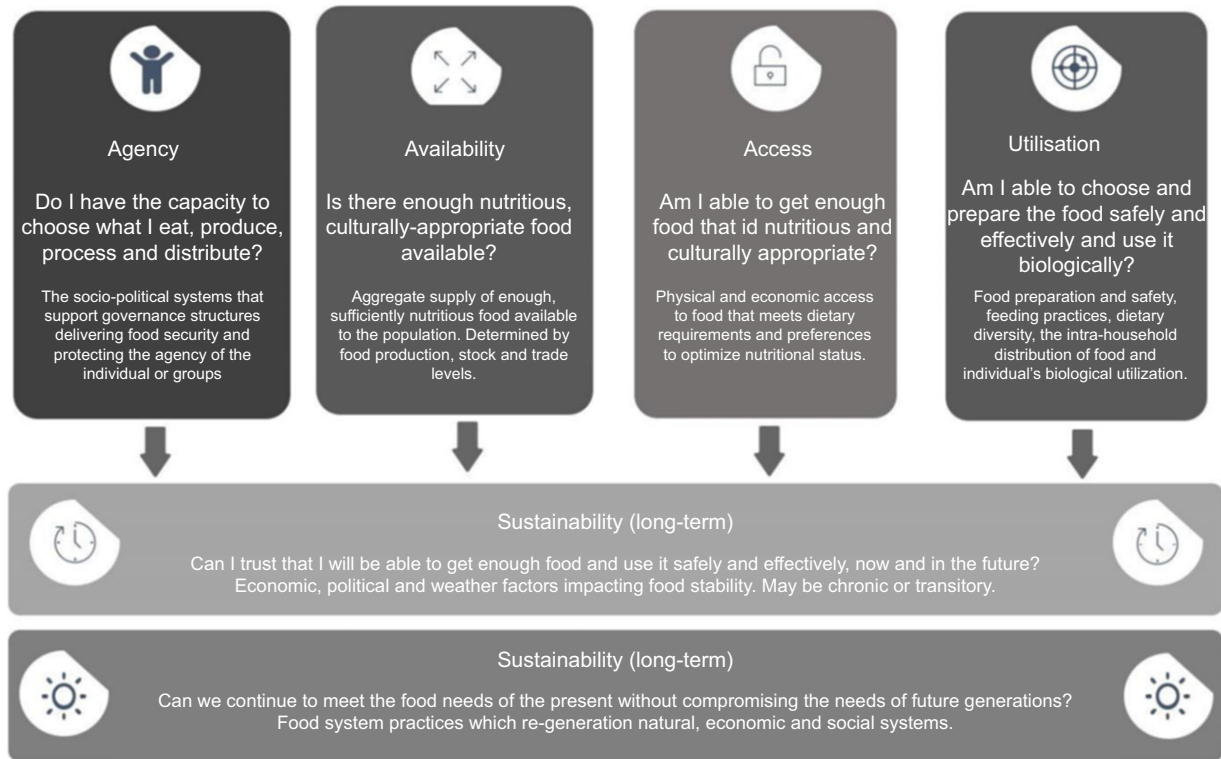 Agency
Do I have the capacity to
choose what I eat, produce,
process and distribute?
The socio-political systems that
support governance structures
delivering food security and
protecting the agency of the
individual or groups
Availability
Is there enough nutritious,
culturally-appropriate food
available?
Aggregate supply of enough,
sufficiently nutritious food available
to the population. Determined by
food production, stock and trade
levels.
Access
Am I able to get enough
food that id nutritious and
culturally appropriate?
Physical and economic access
to food that meets dietary
requirements and preferences
to optimize nutritional status.
Utilisation
Am I able to choose and
prepare the food safely and
effectively and use it
biologically?
Food preparation and safety,
feeding practices, dietary
diversity, the intra-household
distribution of food and
individual's biological utilization.
Sustainability (long-term)
Can I trust that I will be able to get enough food and use it safely and effectively, now and in the future?
Economic, political and weather factors impacting food stability. May be chronic or transitory.
Sustainability (long-term)
Can we continue to meet the food needs of the present without compromising the needs of future generations?
Food system practices which re-generation natural, economic and social systems.